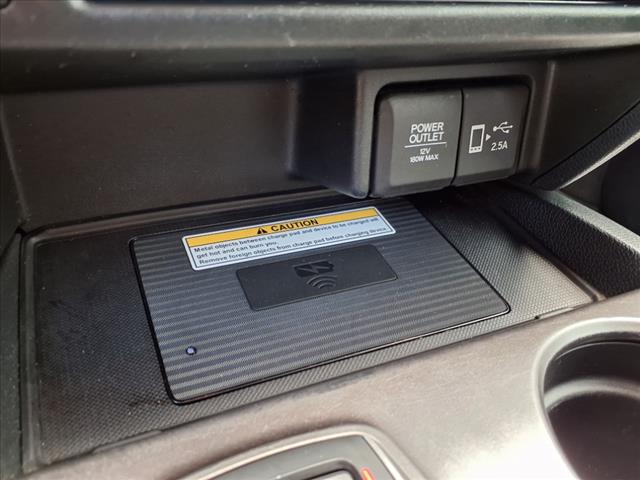 POWER
OUTLET
12V
180W MAX.
2.5A
CAUTION
Metal objects between charge pad and device to be charged will
get hot and can burn you.
Remove foreign objects from charge pad before charging device.